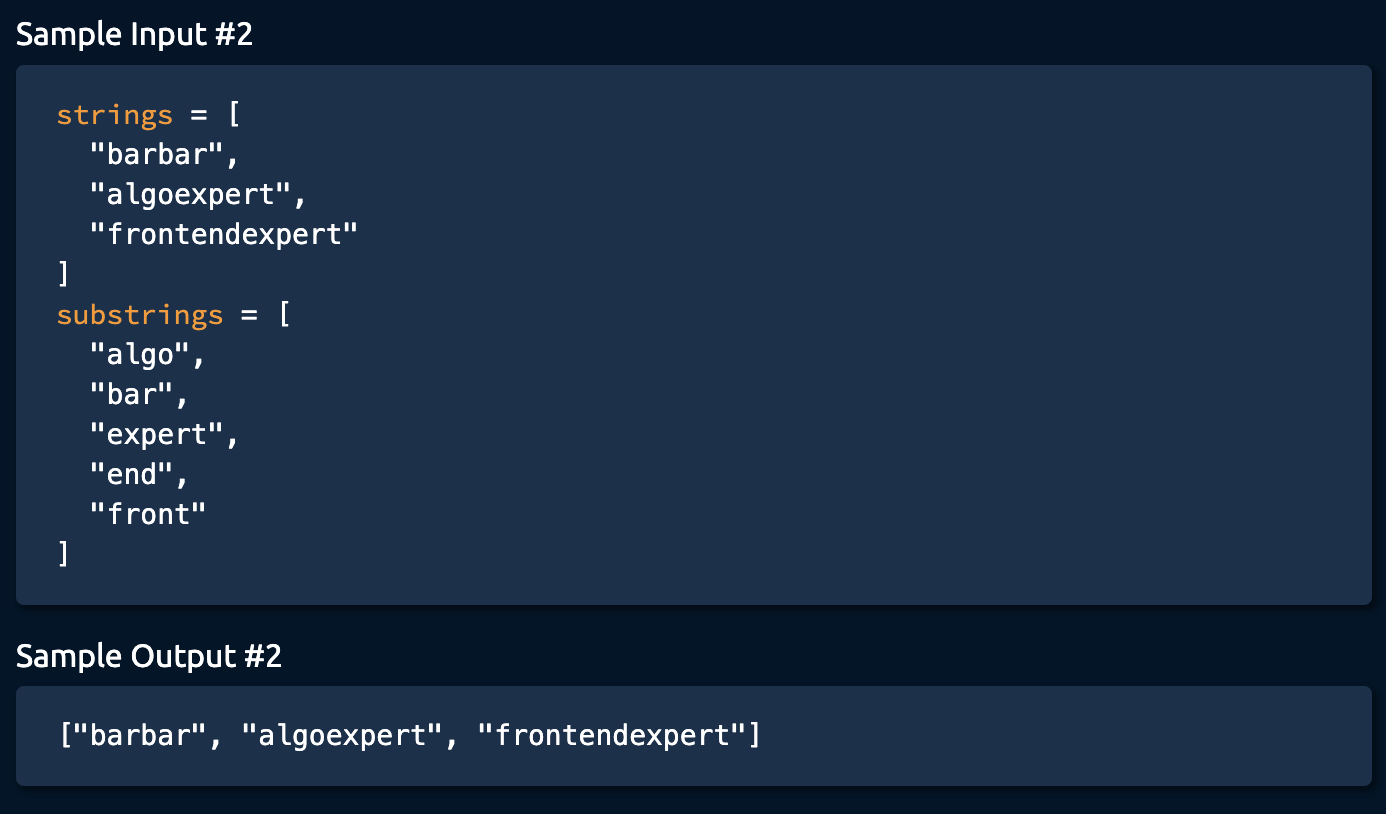 Sample Input #2
strings = [
  "barbar",
  "algoexpert",
  "frontendexpert"
]
substrings = [
  "algo",
  "bar",
  "expert",
  "end",
  "front"
]
Sample Output #2
["barbar", "algoexpert", "frontendexpert"]